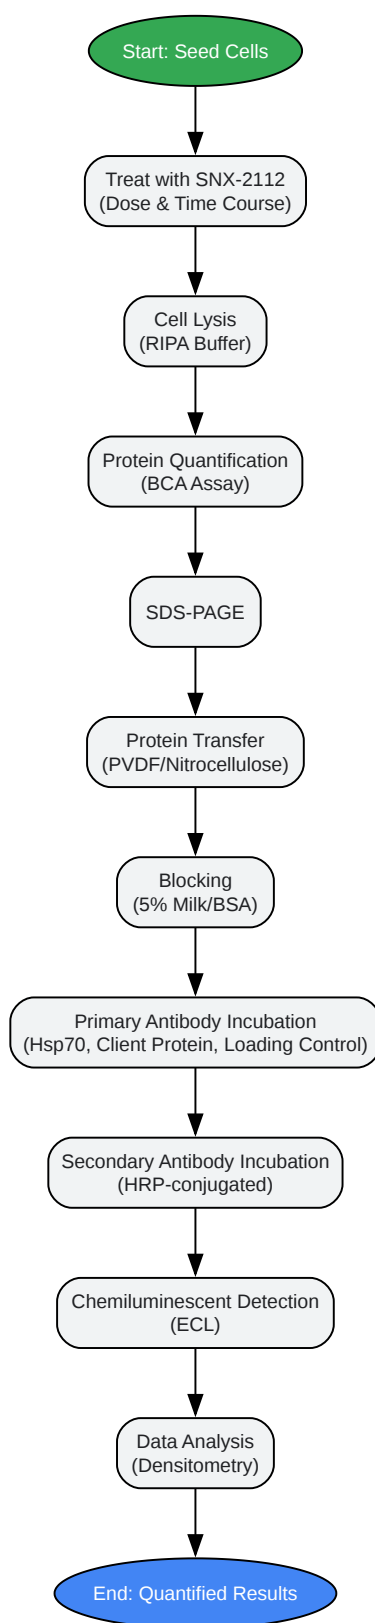 Start: Seed Cells
Treat with SNX-2112
(Dose & Time Course)
Cell Lysis
(RIPA Buffer)
Protein Quantification
(BCA Assay)
SDS-PAGE
Protein Transfer
(PVDF/Nitrocellulose)
Blocking
(5% Milk/BSA)
Primary Antibody Incubation
(Hsp70, Client Protein, Loading Control)
Secondary Antibody Incubation
(HRP-conjugated)
Chemiluminescent Detection
(ECL)
Data Analysis
(Densitometry)
End: Quantified Results